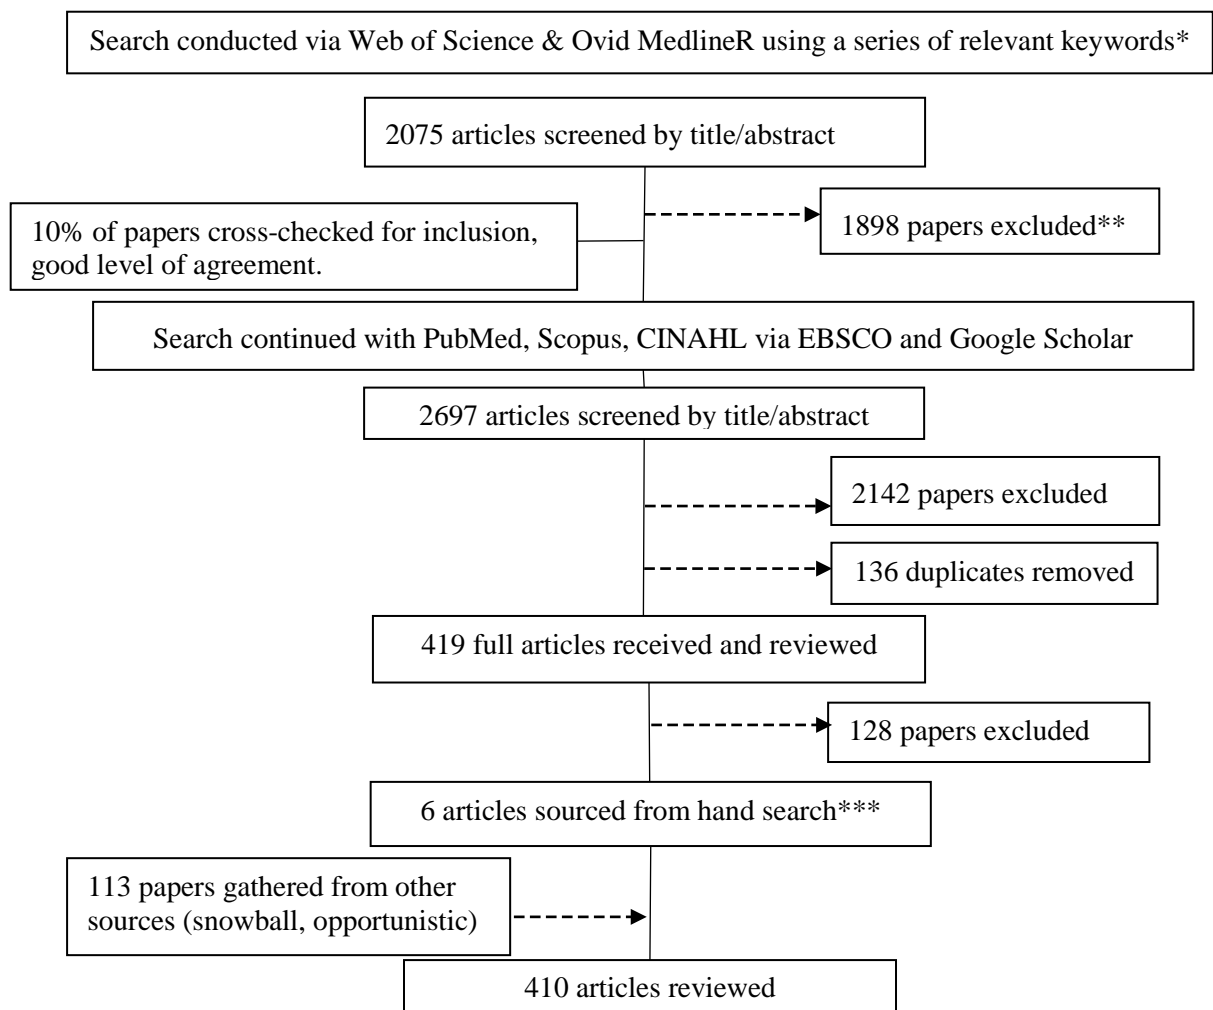 Search conducted via Web of Science & Ovid MedlineR using a series of relevant keywords*
2075 articles screened by title/abstract
1898 papers excluded**
10% of papers cross-checked for inclusion,
good level of agreement.
Search continued with PubMed, Scopus, CINAHL via EBSCO and Google Scholar
2697 articles screened by title/abstract
2142 papers excluded
136 duplicates removed
419 full articles received and reviewed
128 papers excluded
6 articles sourced from hand search***
113 papers gathered from other
sources (snowball, opportunistic)
410 articles reviewed